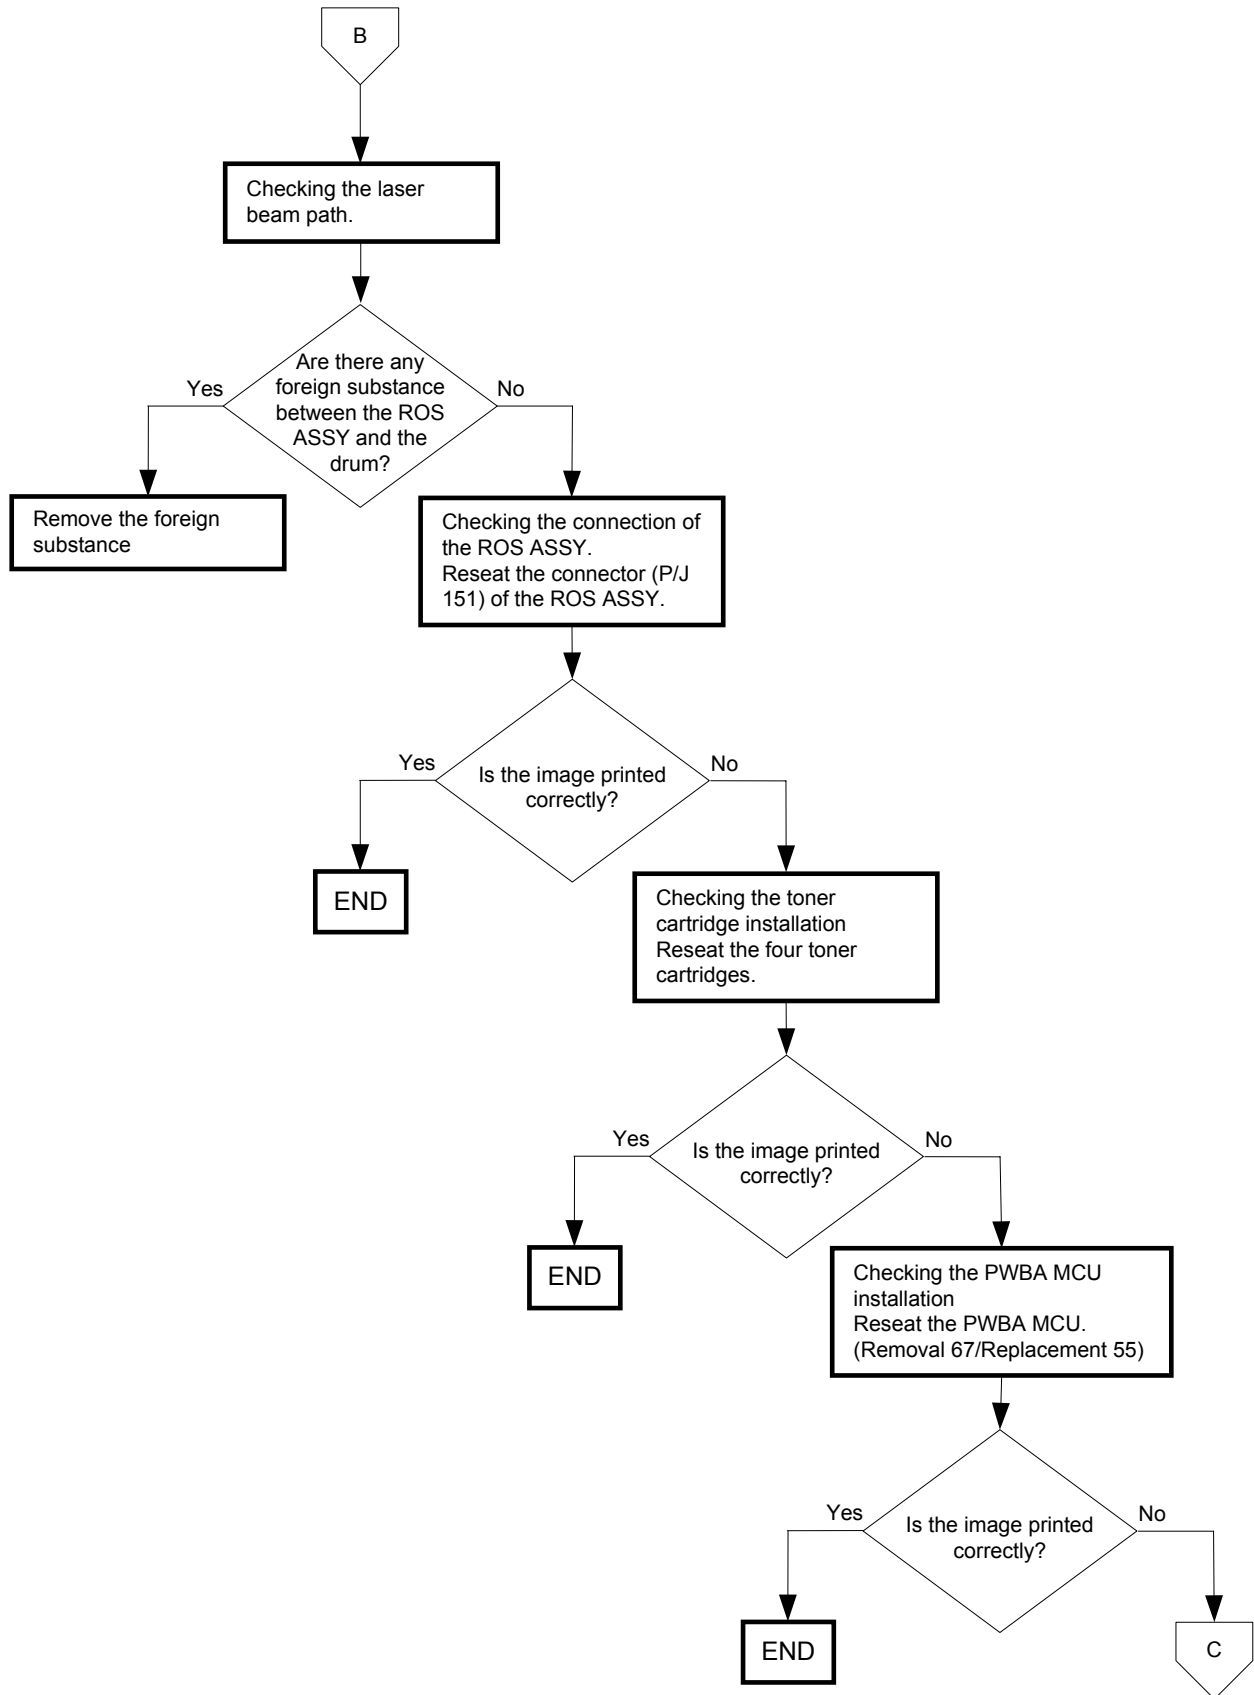 B
Checking the laser
beam path.
Are there any
foreign substance
between the ROS
ASSY and the
drum?
Yes
No
Remove the foreign
substance
Checking the connection of
the ROS ASSY.
Reseat the connector (P/J
151) of the ROS ASSY.
Yes
Is the image printed
correctly?
No
END
Checking the toner
cartridge installation
Reseat the four toner
cartridges.
Yes
Is the image printed
correctly?
No
END
Checking the PWBA MCU
installation
Reseat the PWBA MCU.
(Removal 67/Replacement 55)
Yes
Is the image printed
correctly?
No
END
C